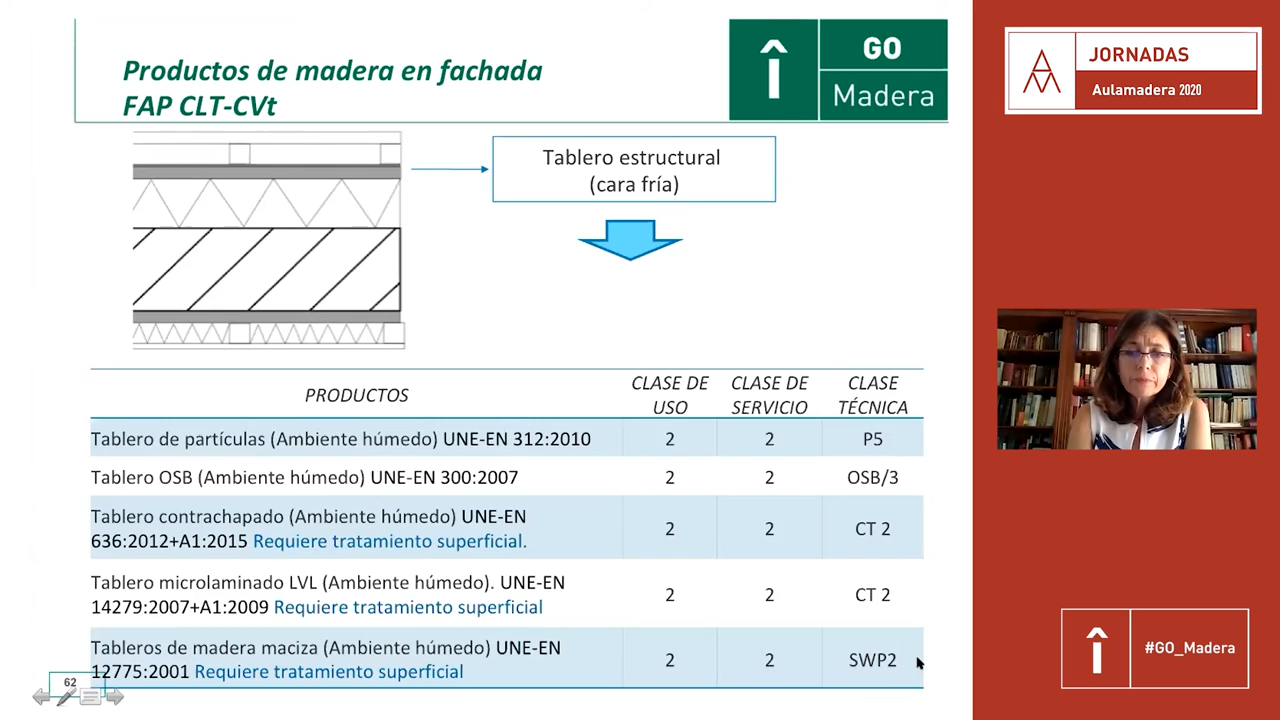 Productos de madera en fachada
FAP CLT-CVt
GO
Madera
JORNADAS
Aulamadera 2020
Tablero estructural
(cara fría)
PRODUCTOS
CLASE DE USO
CLASE DE SERVICIO
CLASE TÉCNICA
Tablero de partículas (Ambiente húmedo) UNE-EN 312:2010 2 2 P5
Tablero OSB (Ambiente húmedo) UNE-EN 300:2007 2 2 OSB/3
Tablero contrachapado (Ambiente húmedo) UNE-EN
636:2012+A1:2015 Requiere tratamiento superficial. 2 2 CT 2
Tablero microlaminado LVL (Ambiente húmedo). UNE-EN
14279:2007+A1:2009 Requiere tratamiento superficial 2 2 CT 2
Tableros de madera maciza (Ambiente húmedo) UNE-EN
12775:2001 Requiere tratamiento superficial 2 2 SWP2
62
#GO_Madera